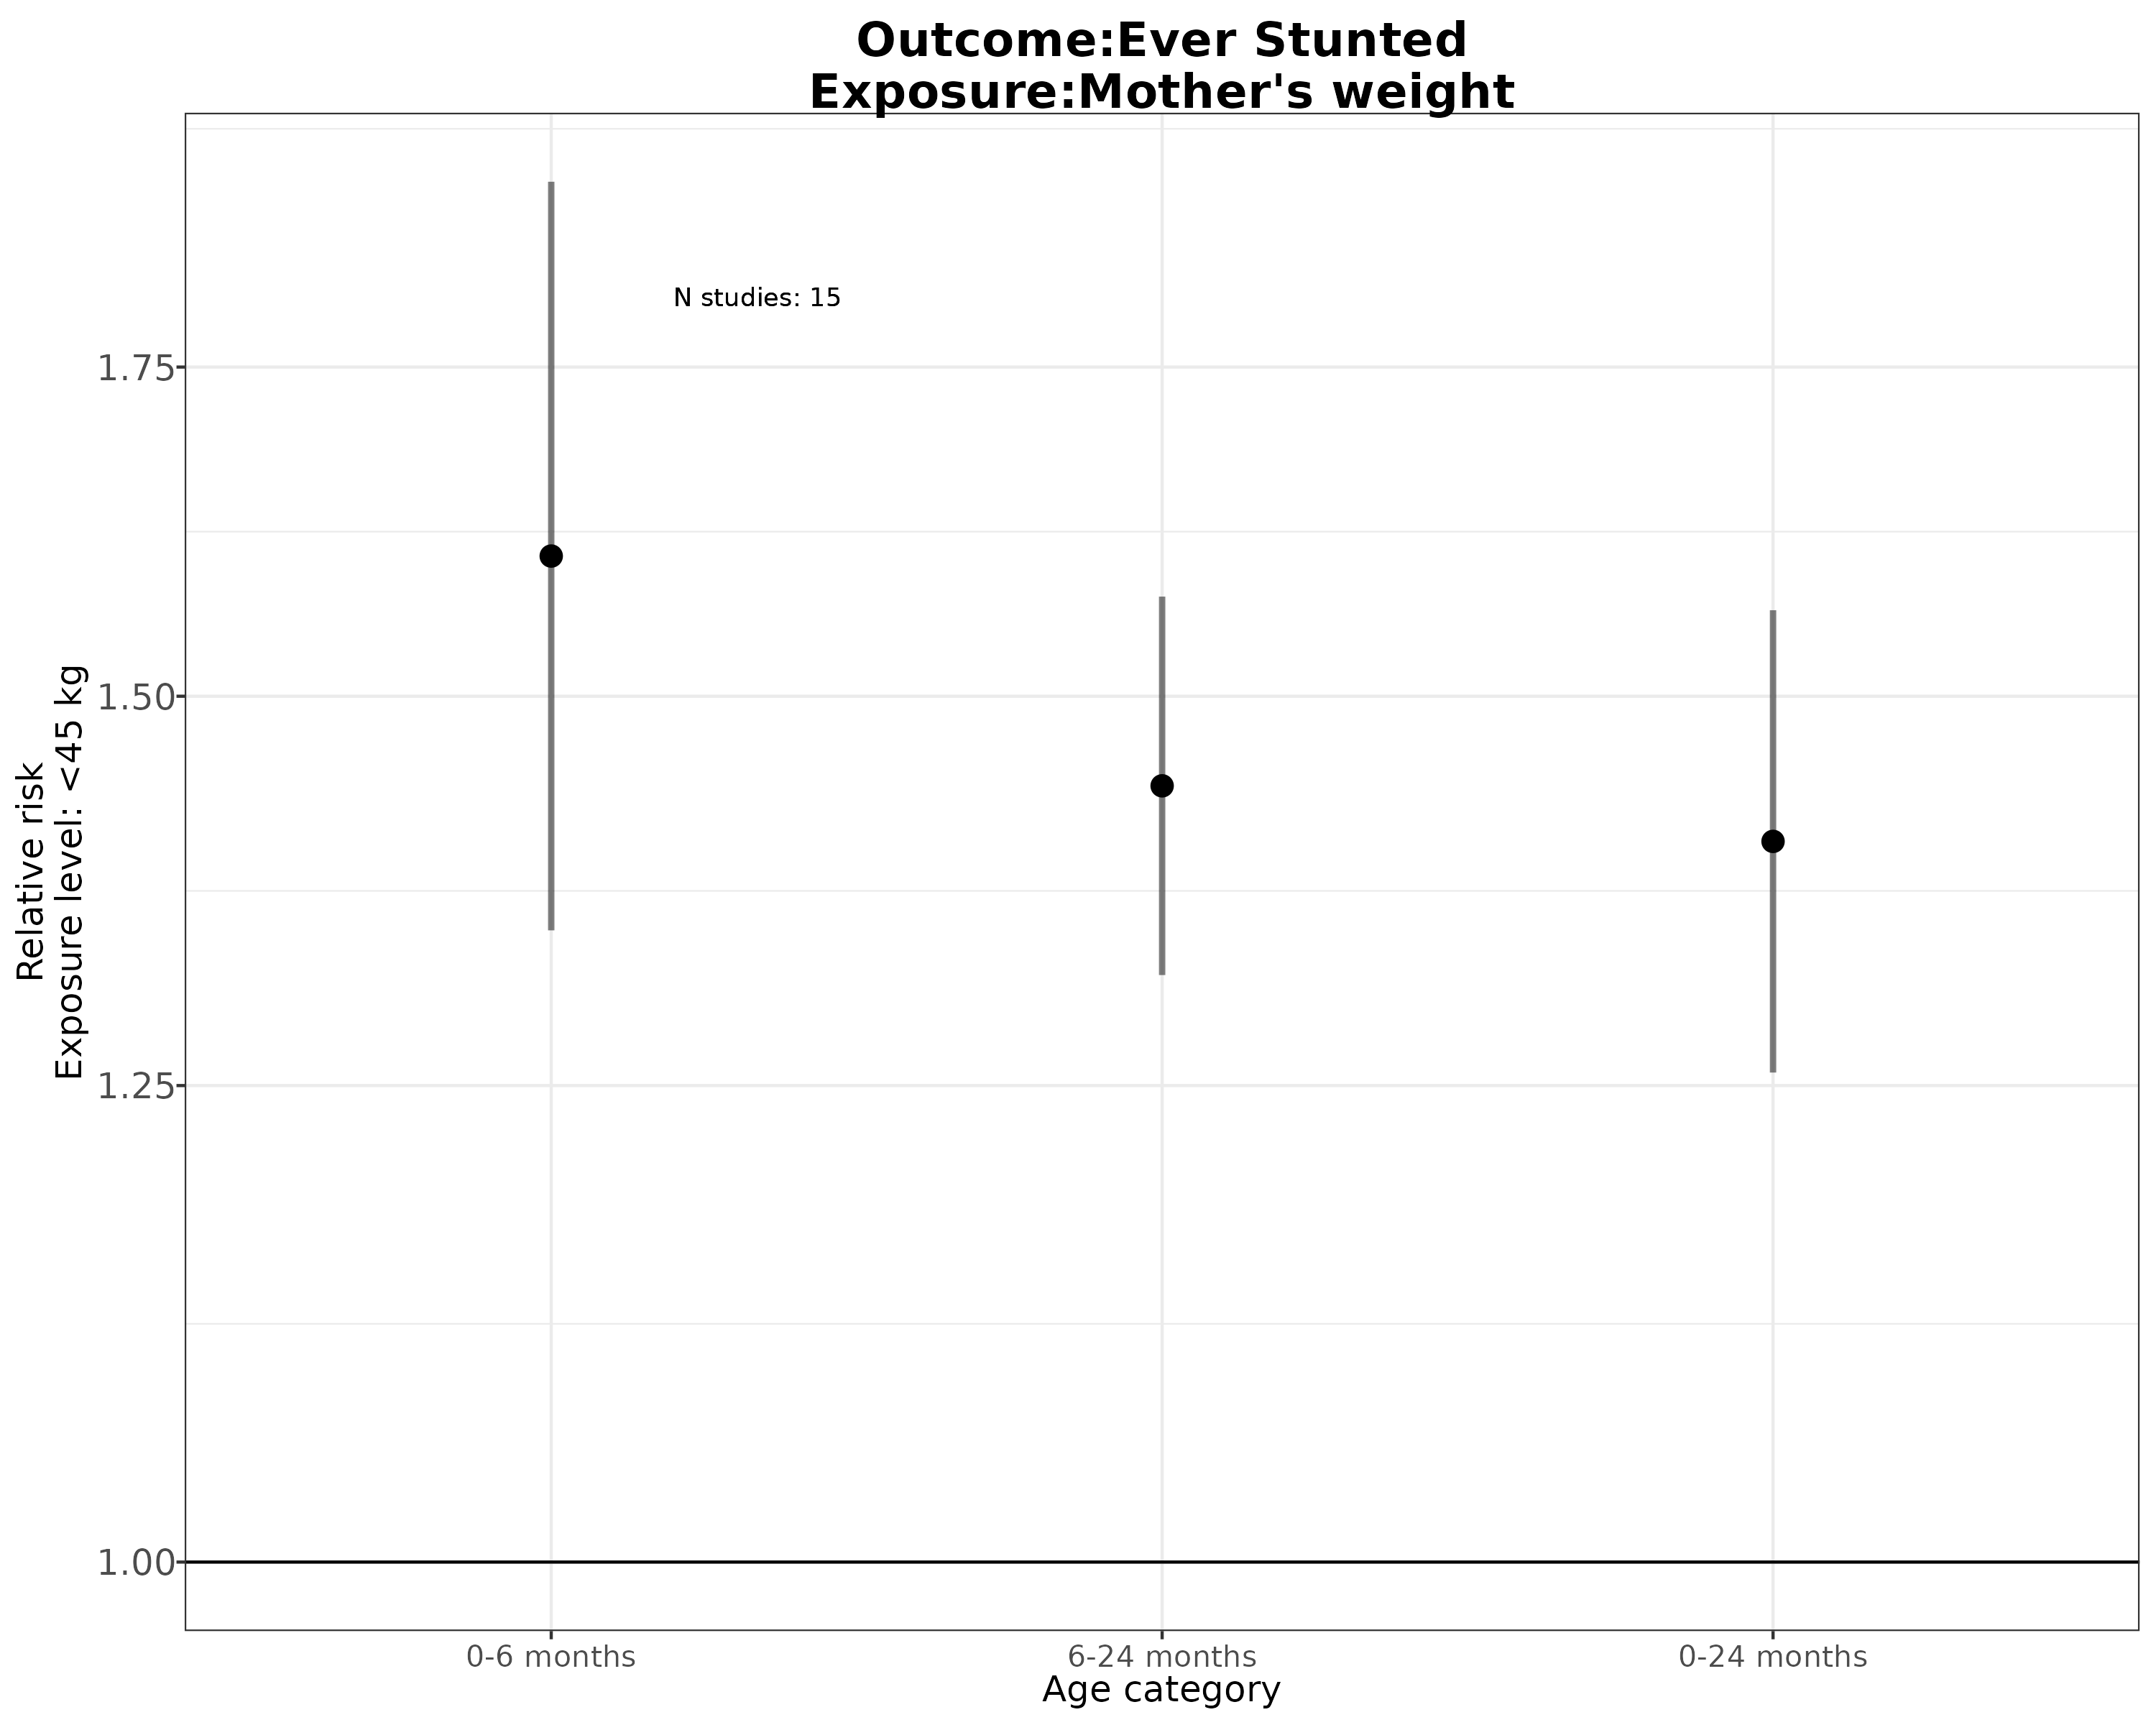 Outcome:Ever Stunted
Exposure:Mother's weight
N studies: 15
1.75
1.50
1.25
1.00
Relative risk
Exposure level: <45 kg
0-6 months
6-24 months
0-24 months
Age category